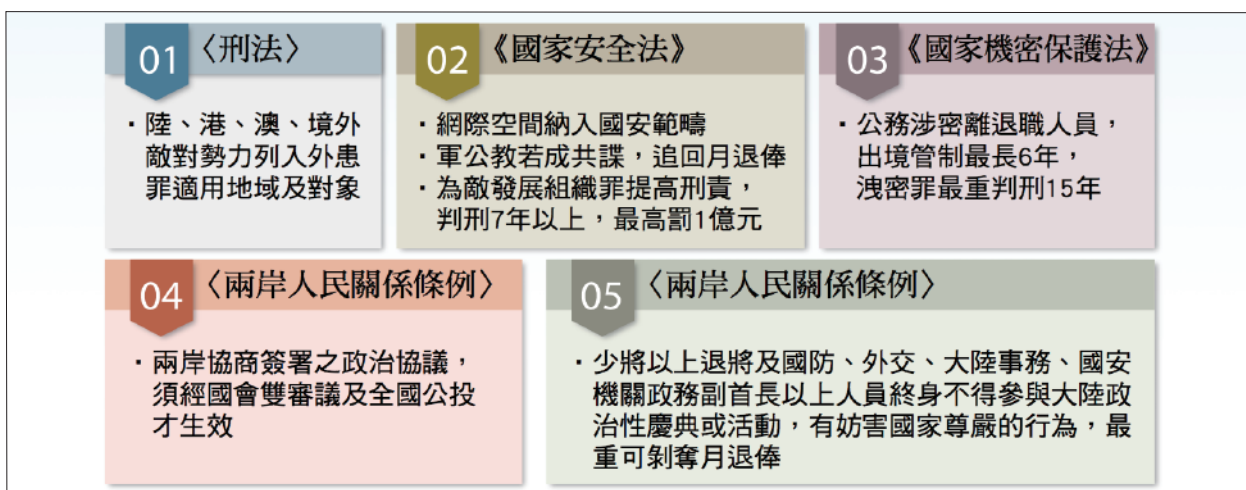 01 〈刑法〉
・陸、港、澳、境外
敵對勢力列入外患
罪適用地域及對象
02 《國家安全法》
・網際空間納入國安範疇
・軍公教若成共諜，追回月退俸
・為敵發展組織罪提高刑責，
判刑7年以上，最高罰1億元
03 《國家機密保護法》
・公務涉密離退職人員，
出境管制最長6年，
洩密罪最重判刑15年
04 〈兩岸人民關係條例〉
・兩岸協商簽署之政治協議，
須經國會雙審議及全國公投
才生效
05 〈兩岸人民關係條例〉
・少將以上退將及國防、外交、大陸事務、國安
機關政務副首長以上人員終身不得參與大陸政
治性慶典或活動，有妨害國家尊嚴的行為，最
重可剝奪月退俸